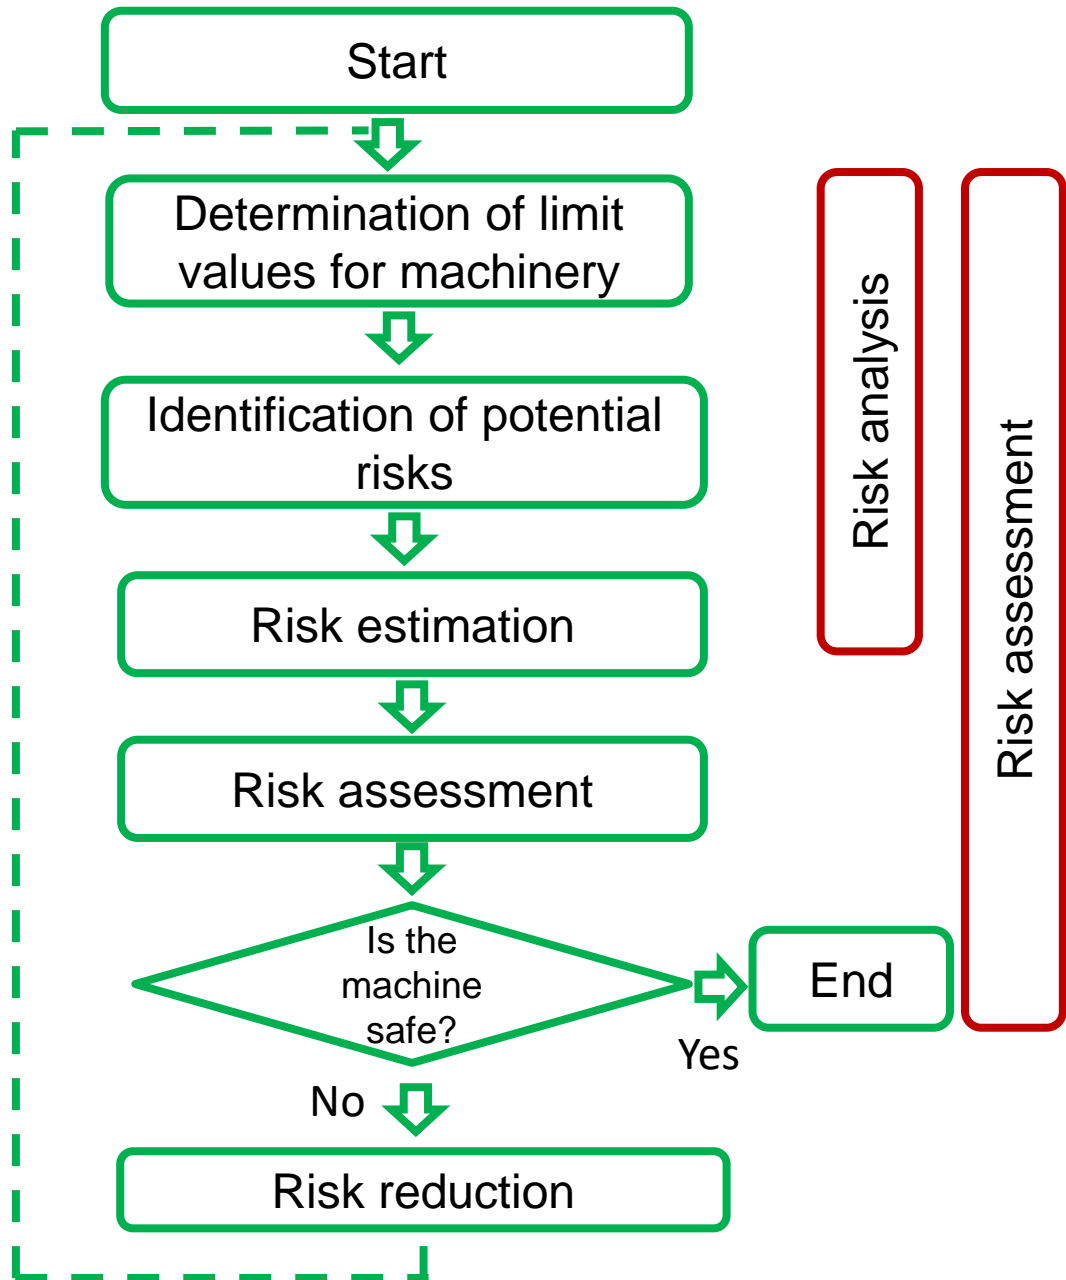 Start
Determination of limit
values for machinery
Identification of potential
risks
Risk estimation
Risk assessment
Is the
machine
safe?
Yes
End
No
Risk reduction
Risk analysis
Risk assessment